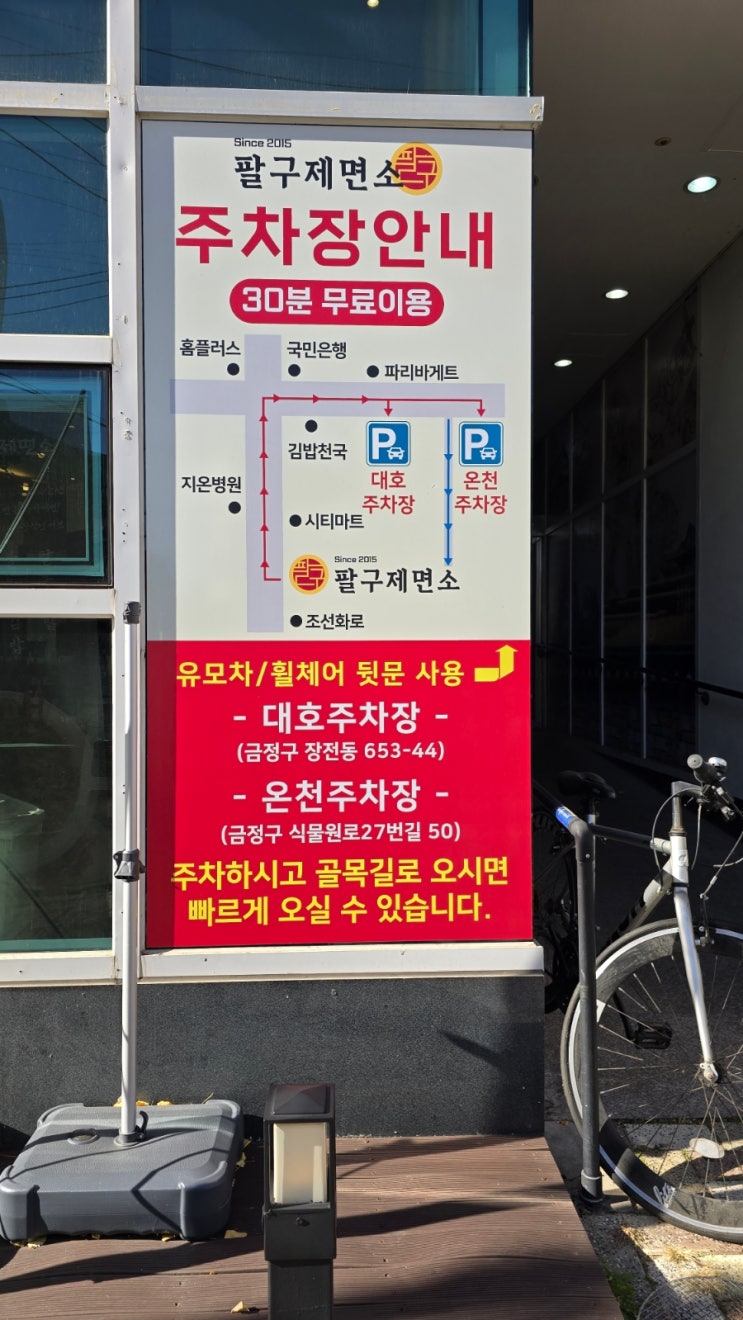 Since 2015
팔구제면소 팔구
주차장안내
30분 무료이용
홈플러스
국민은행
파리바게트
김밥천국
P
P
대호
주차장
온천
주차장
지온병원
시티마트
Since 2015
팔구 팔구제면소
조선화로
유모차/휠체어 뒷문 사용
- 대호주차장 -
(금정구 장전동 653-44)
- 온천주차장 -
(금정구 식물원로27번길 50)
주차하시고 골목길로 오시면
빠르게 오실 수 있습니다.